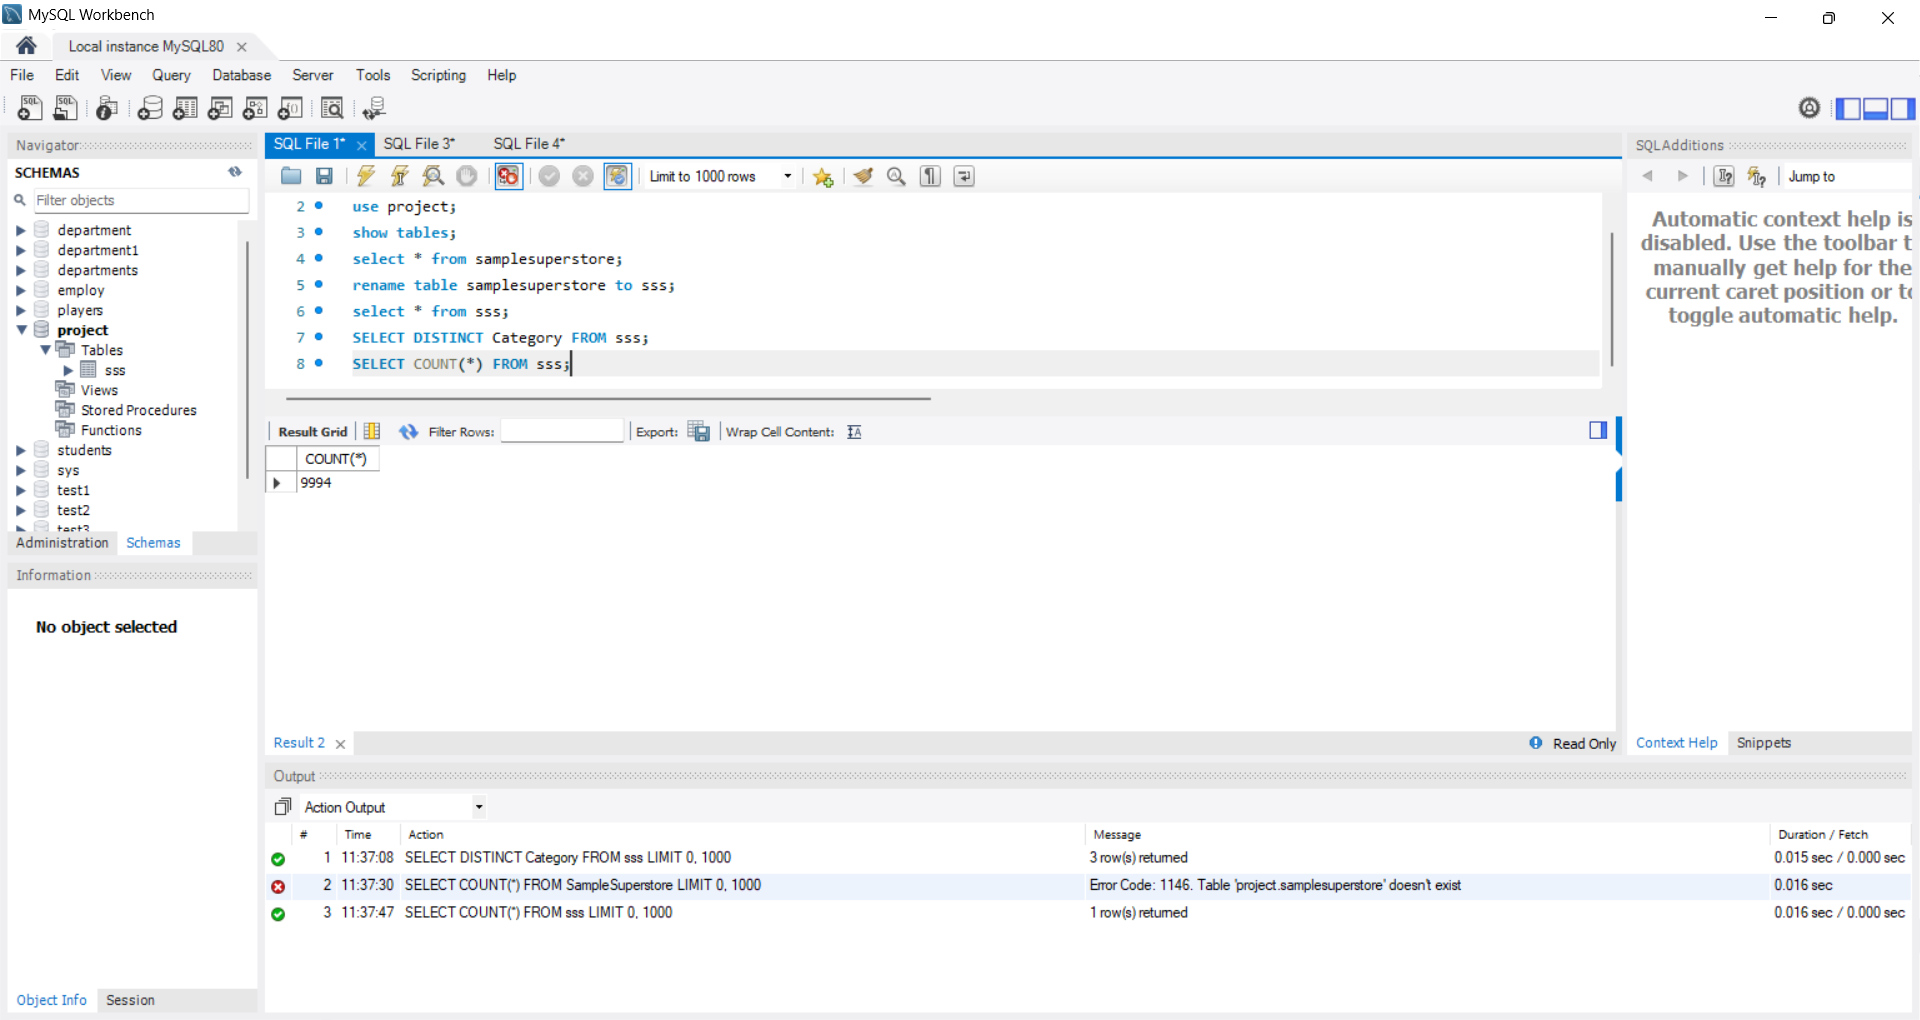 MySQL Workbench
Local instance MySQL80
File Edit View Query Database Server Tools Scripting Help
Navigator
SCHEMAS
Filter objects
department
department1
departments
employ
players
project
Tables
sss
Views
Stored Procedures
Functions
students
sys
test1
test2
test3
Administration Schemas
Information
No object selected
Object Info Session
SQL File 1* SQL File 3* SQL File 4*
Limit to 1000 rows
2 use project;
3 show tables;
4 select * from samplesuperstore;
5 rename table samplesuperstore to sss;
6 select * from sss;
7 SELECT DISTINCT Category FROM sss;
8 SELECT COUNT(*) FROM sss;
Result Grid Filter Rows: Export: Wrap Cell Content:
COUNT(*)
9994
Result 2 Read Only
Output
Action Output
# Time Action Message Duration / Fetch
1 11:37:08 SELECT DISTINCT Category FROM sss LIMIT 0, 1000 3 row(s) returned 0.015 sec / 0.000 sec
2 11:37:30 SELECT COUNT(*) FROM SampleSuperstore LIMIT 0, 1000 Error Code: 1146. Table 'project.samplesuperstore' doesn't exist 0.016 sec
3 11:37:47 SELECT COUNT(*) FROM sss LIMIT 0, 1000 1 row(s) returned 0.016 sec / 0.000 sec
SQLAdditions
Jump to
Automatic context help is
disabled. Use the toolbar t
manually get help for the
current caret position or to
toggle automatic help.
Context Help Snippets